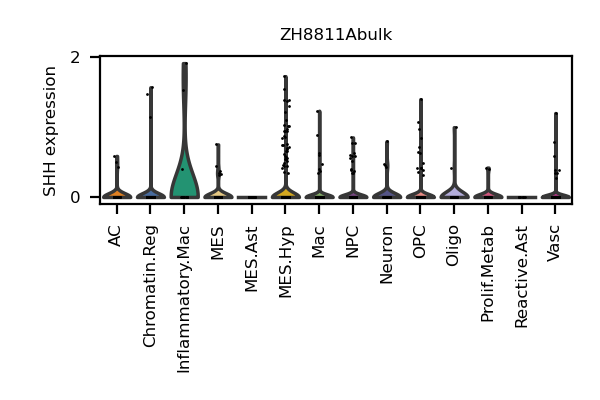 ZH8811Abulk
SHH expression
2
0
AC
Chromatin.Reg
Inflammatory.Mac
MES
MES.Ast
MES.Hyp
Mac
NPC
Neuron
OPC
Oligo
Prolif.Metab
Reactive.Ast
Vasc